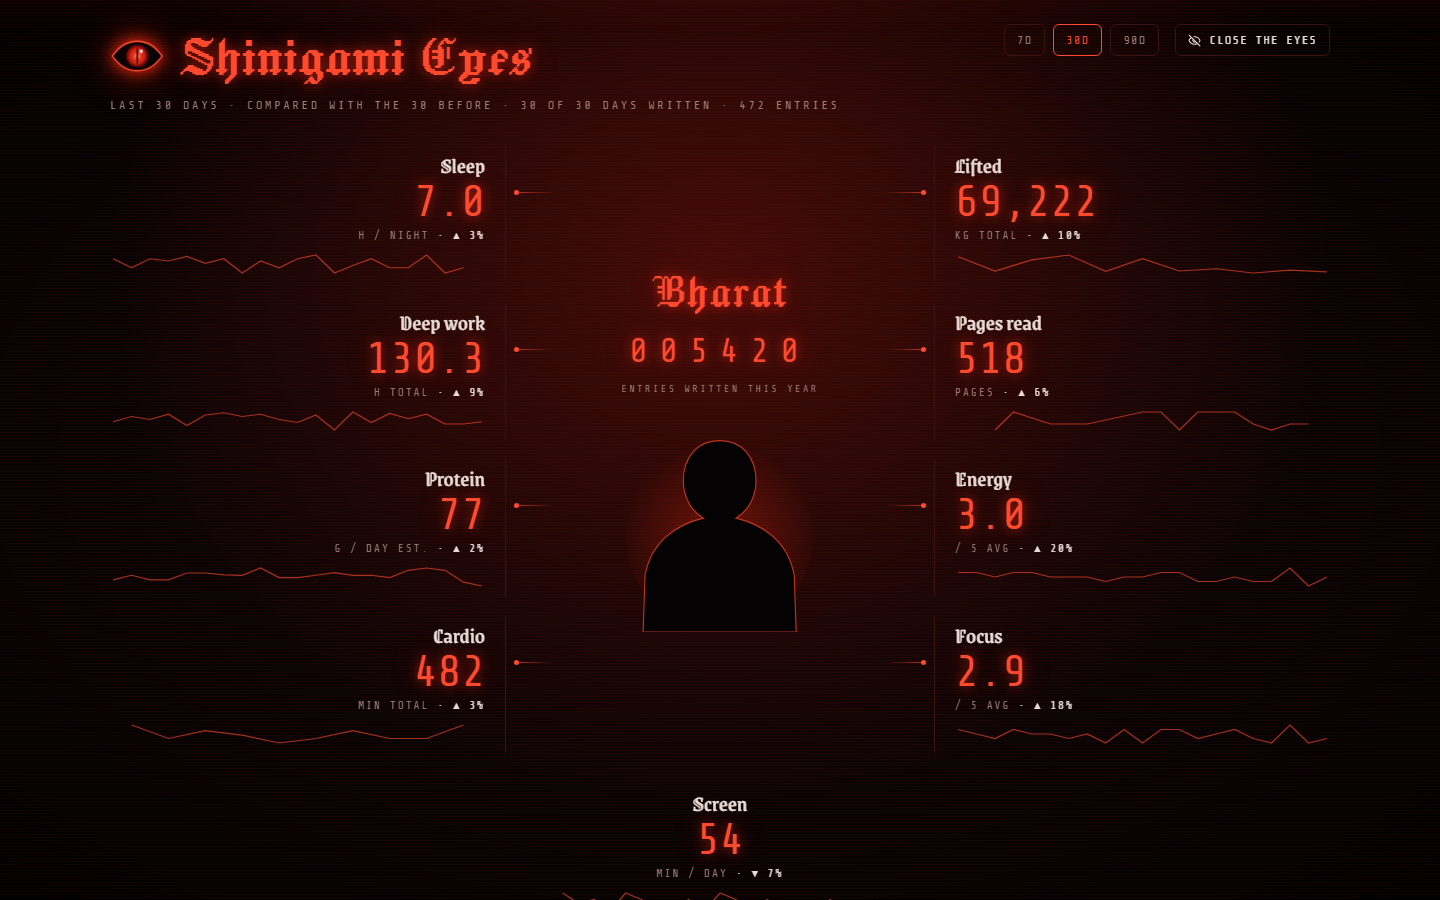 Shinigami Eyes
7D 30D 90D CLOSE THE EYES
LAST 30 DAYS · COMPARED WITH THE 30 BEFORE · 30 OF 30 DAYS WRITTEN · 472 ENTRIES
Sleep
7.0
H / NIGHT · ▲ 3%
Lifted
69,222
KG TOTAL · ▲ 10%
Bharat
005420
ENTRIES WRITTEN THIS YEAR
Deep work
130.3
H TOTAL · ▲ 9%
Pages read
518
PAGES · ▲ 6%
Protein
77
G / DAY EST. · ▲ 2%
Energy
3.0
/ 5 AVG · ▲ 20%
Cardio
482
MIN TOTAL · ▲ 3%
Focus
2.9
/ 5 AVG · ▲ 18%
Screen
54
MIN / DAY · ▼ 7%